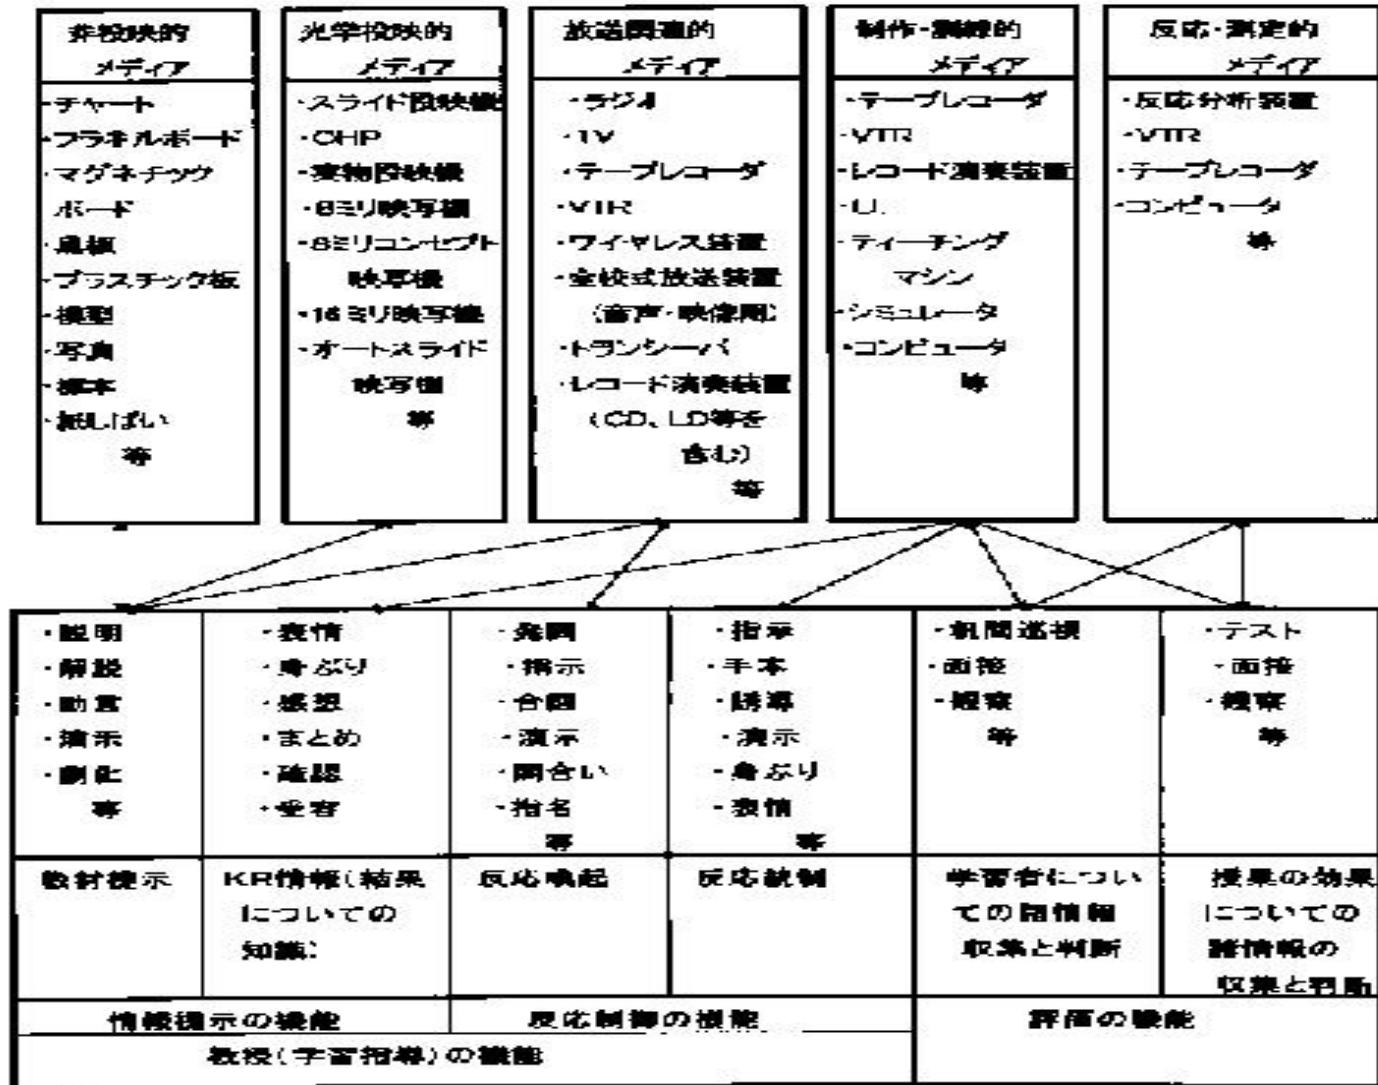 非投映的
メディア
・チャート
・フラネルボード
・マグネチック
ボード
・黒板
・プラスチック板
・模型
・写真
・標本
・紙しばい
等
光学投映的
メディア
・スライド投映機
・OHP
・実物投映機
・8ミリ映写機
・8ミリコンセプト
映写機
・16ミリ映写機
・オートスライド
映写機
等
放送関連的
メディア
・ラジオ
・TV
・テープレコーダ
・VTR
・ワイヤレス装置
・全校式放送装置
(音声・映像用)
・トランシーバ
・レコード演奏装置
(CD、LD等を
含む)
等
制作・訓練的
メディア
・テープレコーダ
・VTR
・レコード演奏装置
・ティーチング
マシン
・シミュレータ
・コンピュータ
等
反応・測定的
メディア
・反応分析装置
・VTR
・テープレコーダ
・コンピュータ
等
・説明
・解説
・助言
・演示
・劇化
等
・表情
・身ぶり
・感想
・まとめ
・確認
・受容
・発問
・指示
・合図
・演示
・間合い
・指名
等
・指示
・手本
・誘導
・演示
・身ぶり
・表情
等
・机間巡視
・面接
・観察
等
・テスト
・面接
・観察
等
教材提示
KR情報(結果
についての
知識)
反応喚起
反応統制
学習者につい
ての諸情報
収集と判断
授業の効果
についての
諸情報の
収集と判断
情報提示の機能
反応制御の機能
評価の機能
教授(学習指導)の機能